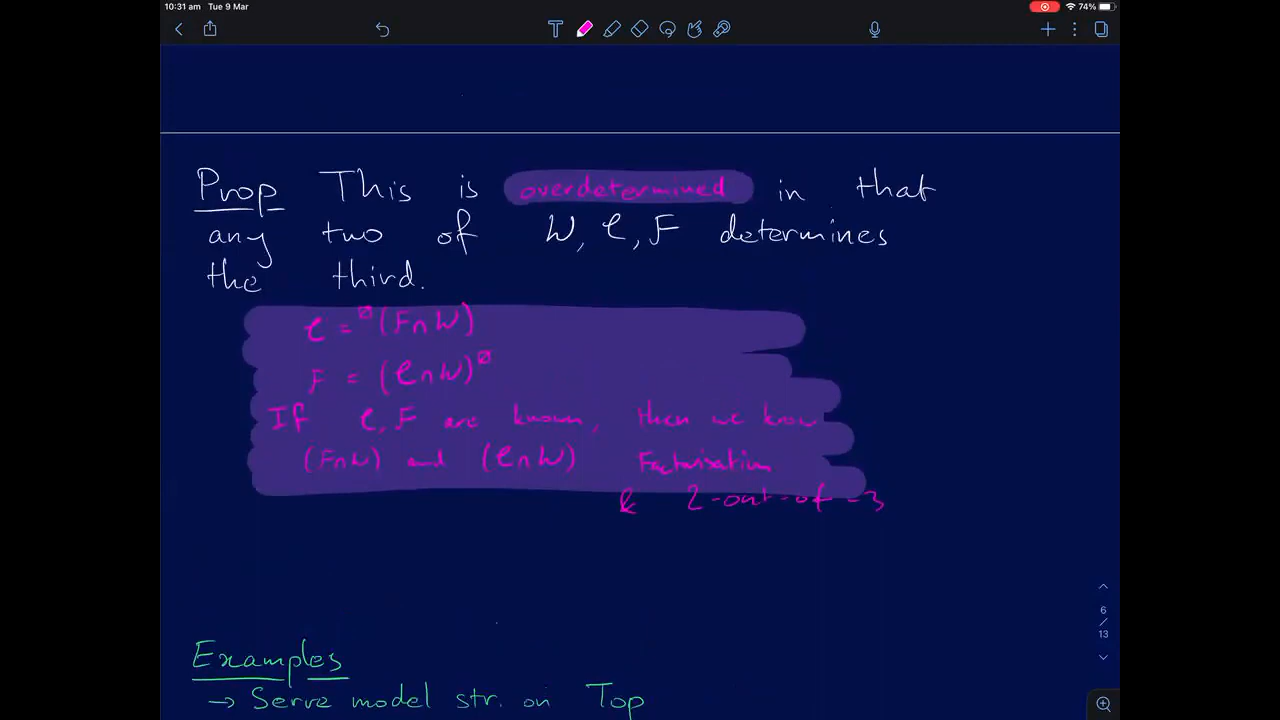 10:31 am Tue 9 Mar
74%
Prop This is overdetermined in that
any two of W, C, F determines
the third.
C = ⍁(F∩W)
F = (C∩W)⍁
If C, F are known, then we know
(F∩W) and (C∩W) Factorisation
& 2-out-of-3
6
/
13
Examples
→ Serre model str. on Top